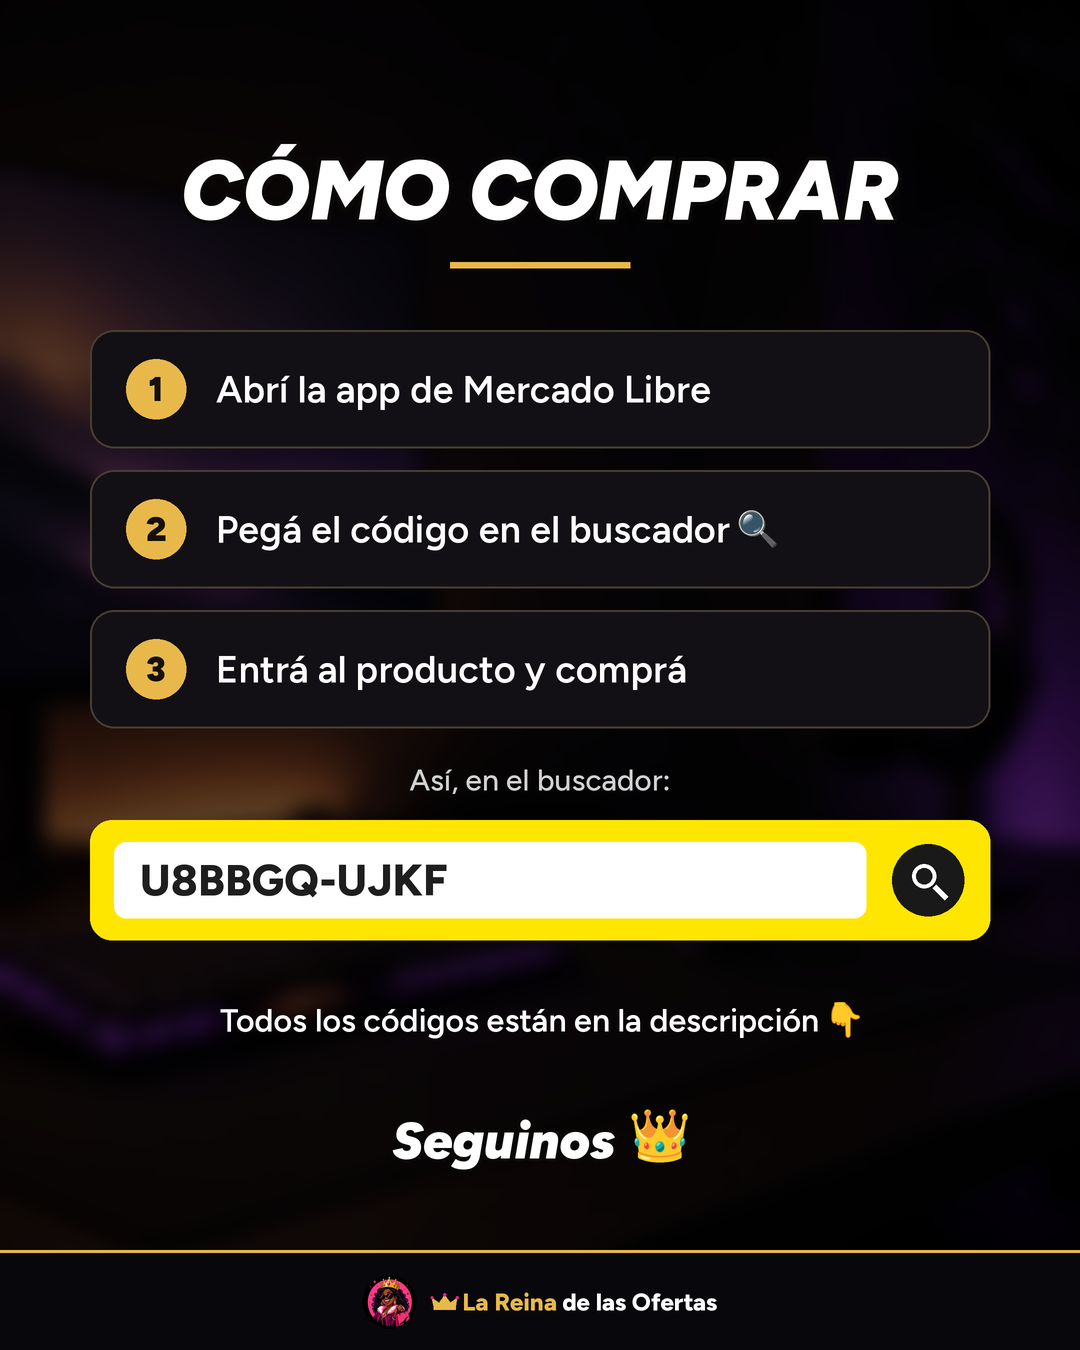 CÓMO COMPRAR
1 Abrí la app de Mercado Libre
2 Pegá el código en el buscador 🔍
3 Entrá al producto y comprá
Así, en el buscador:
U8BBGQ-UJKF
Todos los códigos están en la descripción 👇
Seguinos 👑
La Reina de las Ofertas